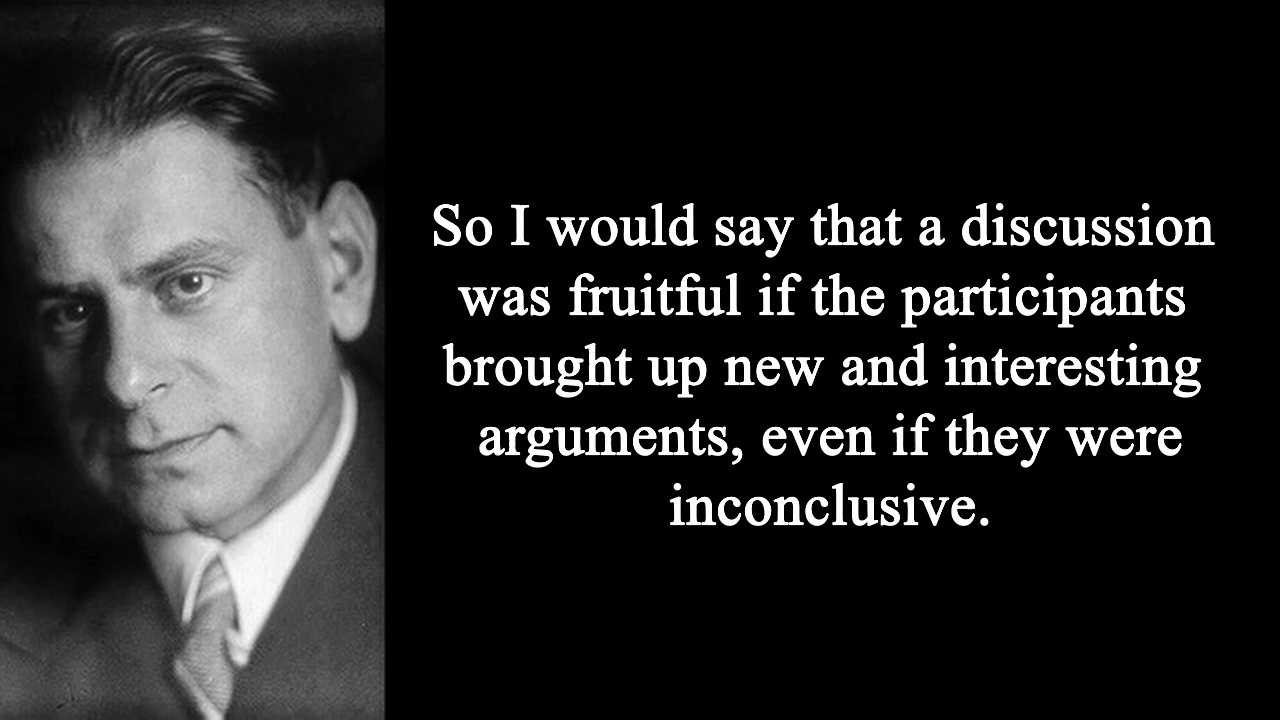 So I would say that a discussion
was fruitful if the participants
brought up new and interesting
arguments, even if they were
inconclusive.